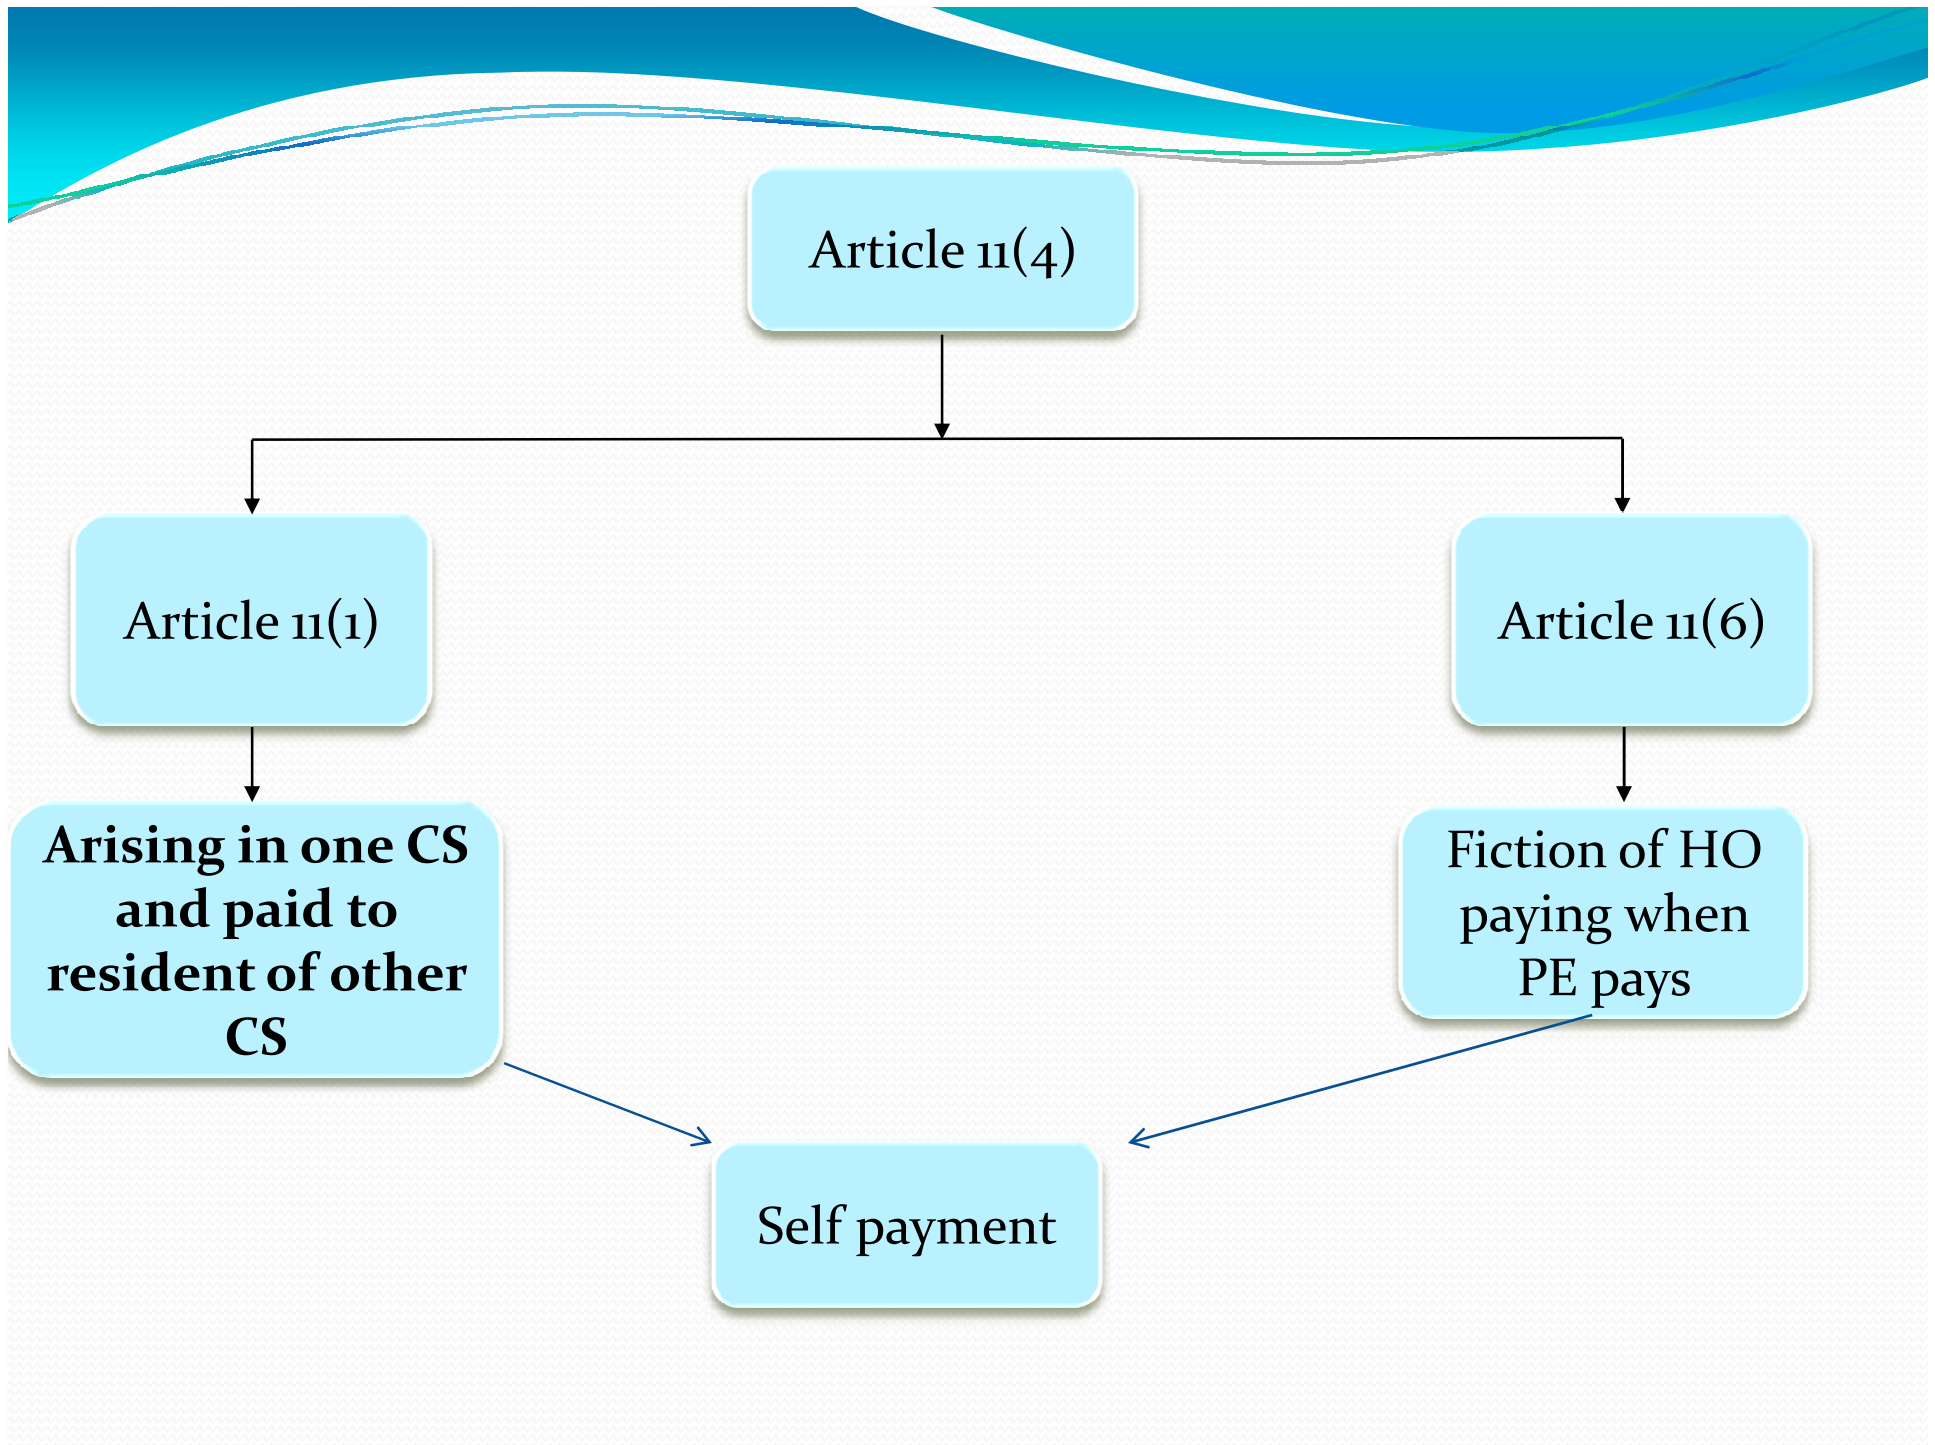 Article 11(4)
Article 11(1)
Article 11(6)
Arising in one CS
and paid to
resident of other
CS
Fiction of HO
paying when
PE pays
Self payment